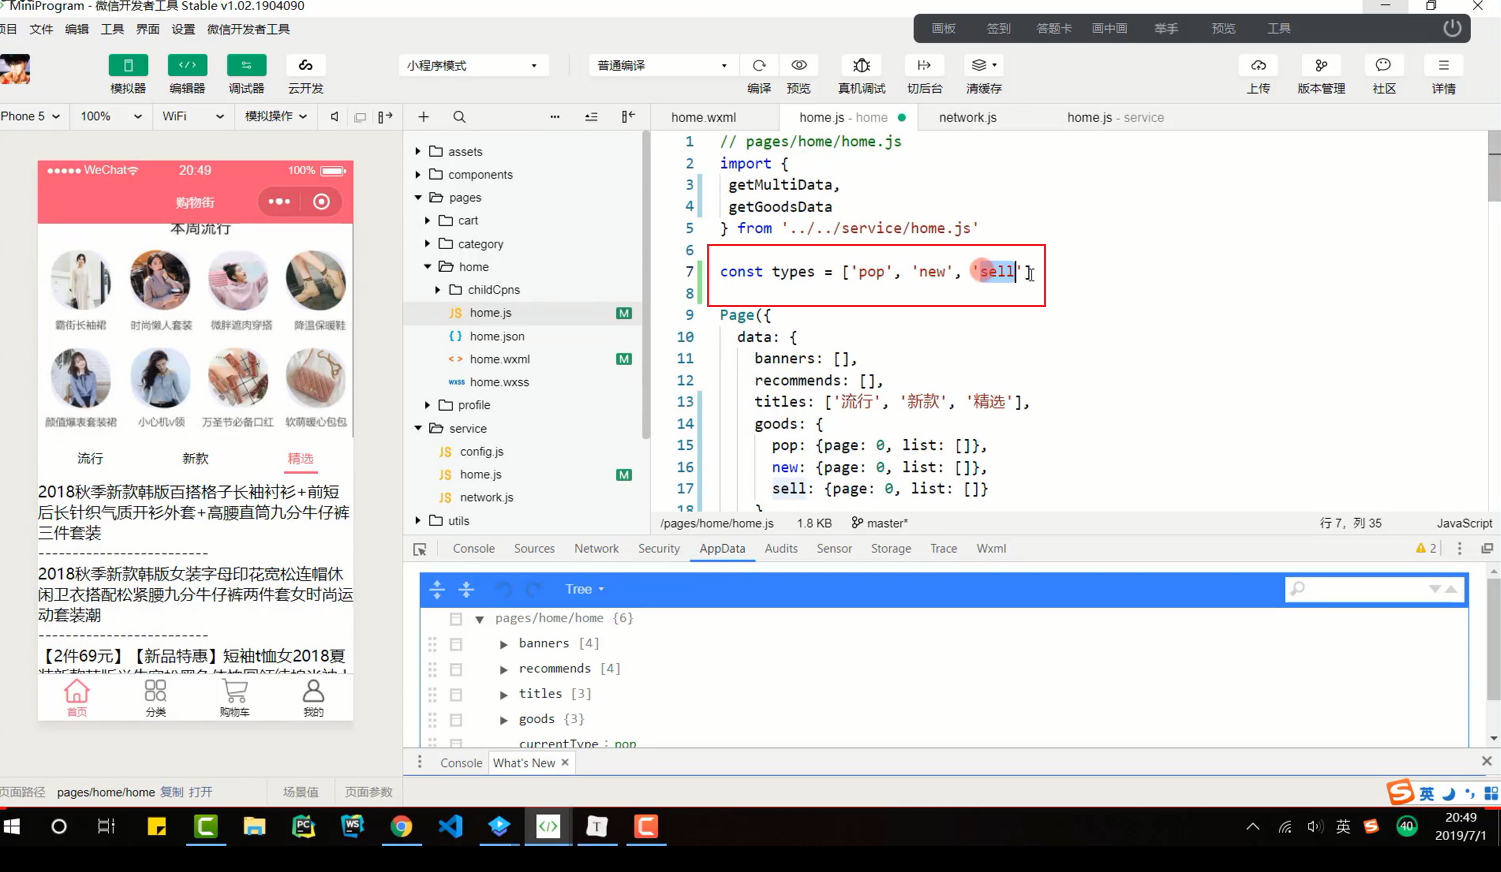 MiniProgram - 微信开发者工具 Stable v1.02.1904090
项目 文件 编辑 工具 界面 设置 微信开发者工具
画板 签到 答题卡 画中画 举手 预览 工具
模拟器 编辑器 调试器 云开发
小程序模式
普通编译
编译 预览 真机调试 切后台 清缓存
上传 版本管理 社区 详情
Phone 5 100% WiFi 模拟操作
home.wxml
home.js - home
network.js
home.js - service
WeChat 20:49 100%
购物街
本周流行
霸街长袖裙 时尚懒人套装 微胖遮肉穿搭 降温保暖鞋
颜值爆表套装裙 小心机v领 万圣节必备口红 软萌暖心包包
流行 新款 精选
2018秋季新款韩版百搭格子长袖衬衫+前短
后长针织气质开衫外套+高腰直筒九分牛仔裤
三件套装
------------------------
2018秋季新款韩版女装字母印花宽松连帽休
闲卫衣搭配松紧腰九分牛仔裤两件套女时尚运
动套装潮
------------------------
【2件69元】【新品特惠】短袖t恤女2018夏
首页 分类 购物车 我的
assets
components
pages
cart
category
home
childCpns
JS home.js M
{ } home.json
< > home.wxml M
wxss home.wxss
profile
service
JS config.js
JS home.js M
JS network.js
utils
1 // pages/home/home.js
2 import {
3 getMultiData,
4 getGoodsData
5 } from '../../service/home.js'
6
7 const types = ['pop', 'new', 'sell']
8
9 Page({
10 data: {
11 banners: [],
12 recommends: [],
13 titles: ['流行', '新款', '精选'],
14 goods: {
15 pop: {page: 0, list: []},
16 new: {page: 0, list: []},
17 sell: {page: 0, list: []}
18 }
/pages/home/home.js 1.8 KB master* 行 7，列 35 JavaScript
Console Sources Network Security AppData Audits Sensor Storage Trace Wxml 2
Tree
pages/home/home {6}
banners [4]
recommends [4]
titles [3]
goods {3}
currentType : pop
Console What's New ×
页面路径 pages/home/home 复制 打开 场景值 页面参数
英
英 40
20:49
2019/7/1